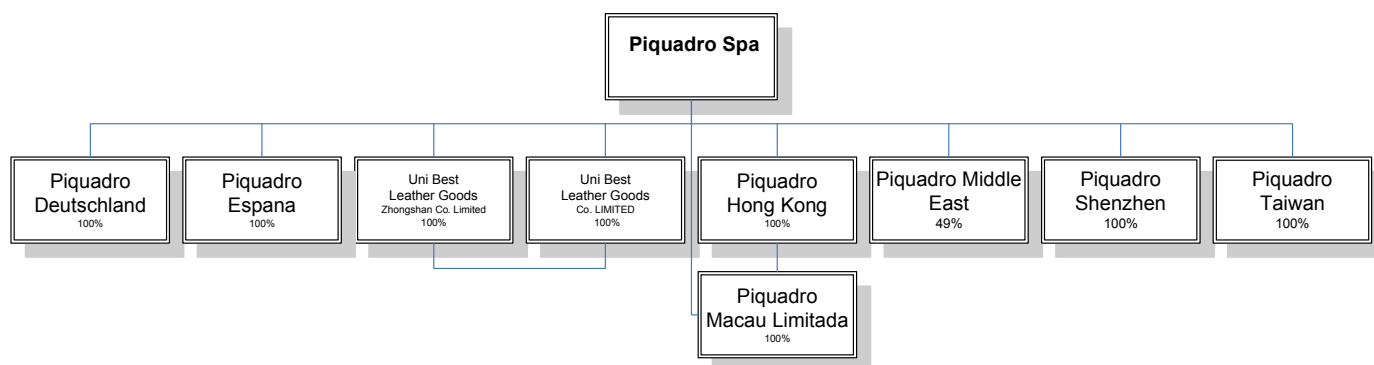 Piquadro Spa
Piquadro
Deutschland
100%
Piquadro
Espana
100%
Uni Best
Leather Goods
Zhongshan Co. Limited
100%
Uni Best
Leather Goods
Co. LIMITED
100%
Piquadro
Hong Kong
100%
Piquadro Middle
East
49%
Piquadro
Shenzhen
100%
Piquadro
Taiwan
100%
Piquadro
Macau Limitada
100%